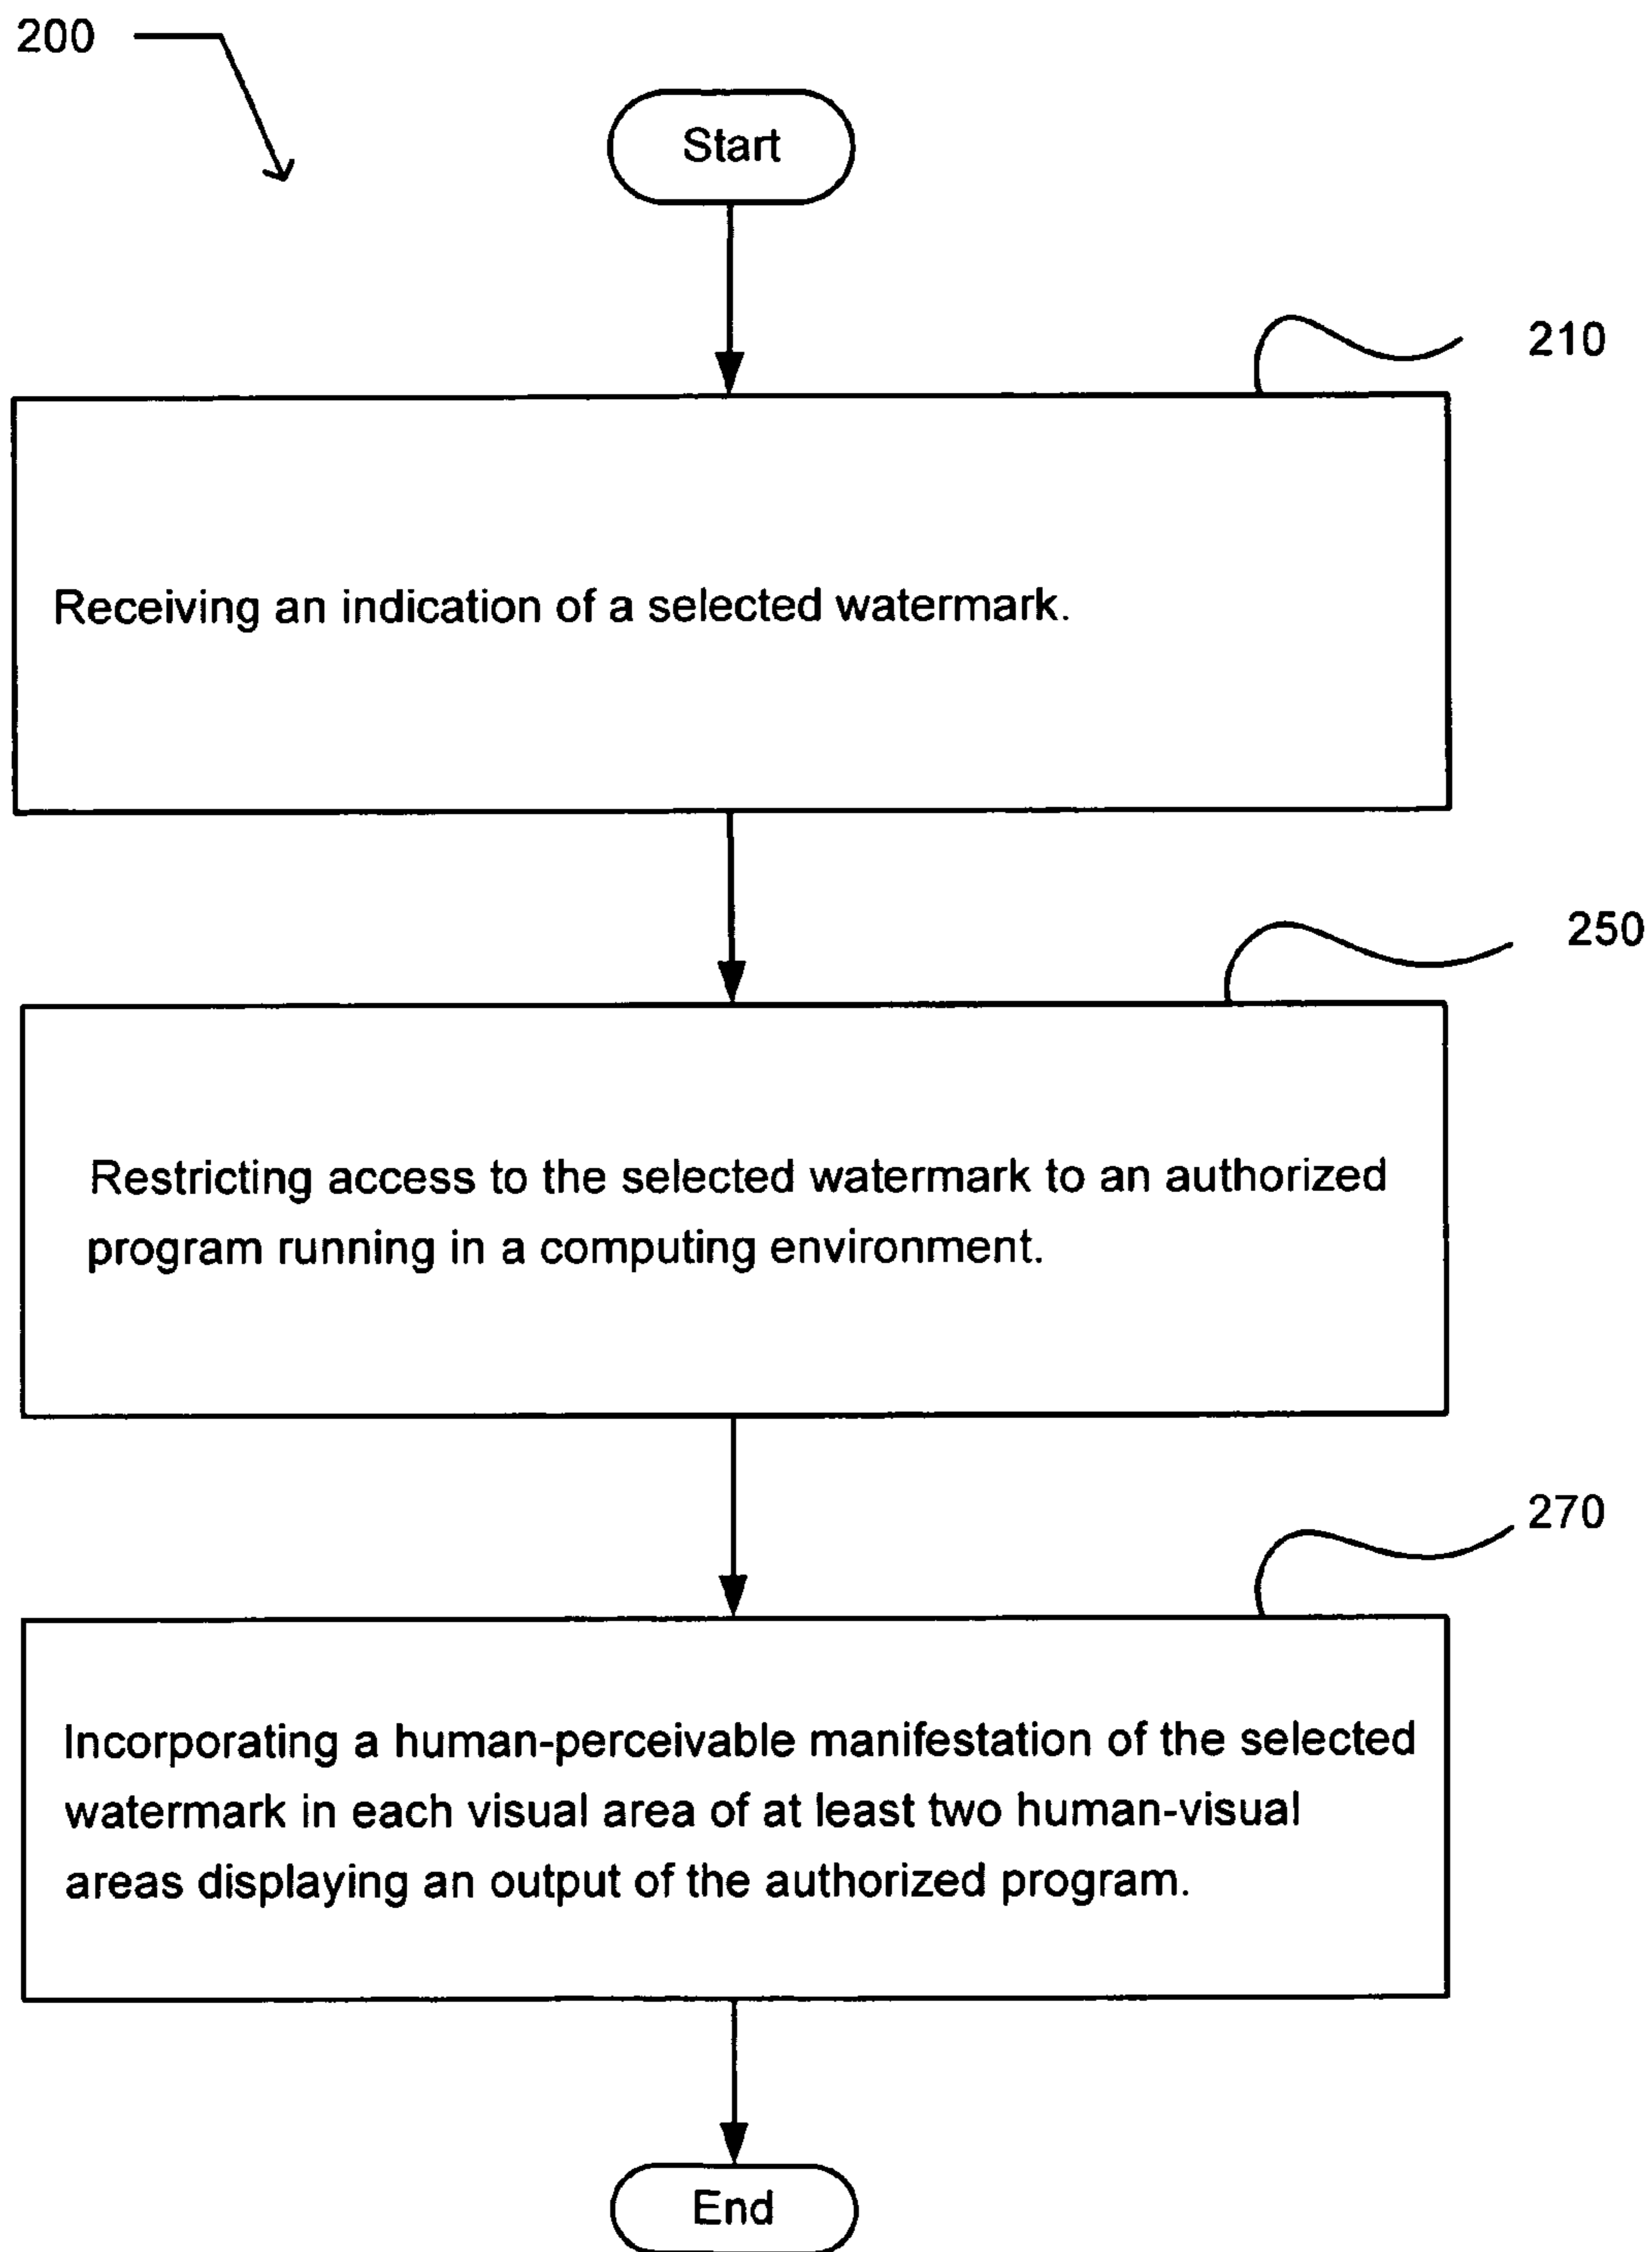 200
Start
210
Receiving an indication of a selected watermark.
250
Restricting access to the selected watermark to an authorized
program running in a computing environment.
270
Incorporating a human-perceivable manifestation of the selected
watermark in each visual area of at least two human-visual
areas displaying an output of the authorized program.
End